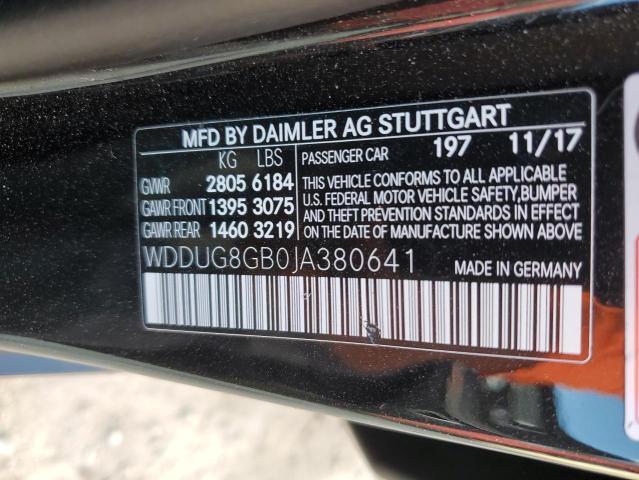 MFD BY DAIMLER AG STUTTGART
KG LBS PASSENGER CAR 197 11/17
GVWR 2805 6184
GAWR FRONT 1395 3075
GAWR REAR 1460 3219
THIS VEHICLE CONFORMS TO ALL APPLICABLE
U.S. FEDERAL MOTOR VEHICLE SAFETY,BUMPER
AND THEFT PREVENTION STANDARDS IN EFFECT
ON THE DATE OF MANUFACTURE SHOWN ABOVE.
WDDUG8GB0JA380641 MADE IN GERMANY